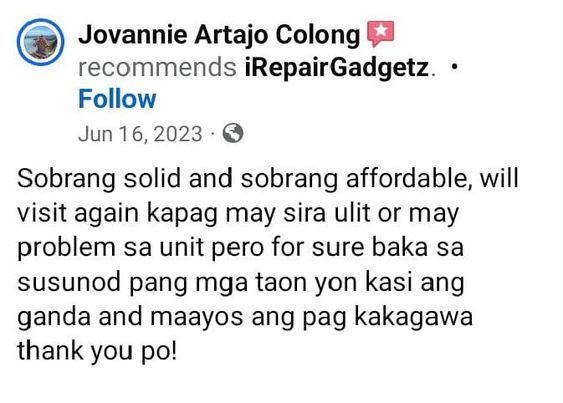 Jovannie Artajo Colong
recommends iRepairGadgetz. •
Follow
Jun 16, 2023 ·
Sobrang solid and sobrang affordable, will
visit again kapag may sira ulit or may
problem sa unit pero for sure baka sa
susunod pang mga taon yon kasi ang
ganda and maayos ang pag kakagawa
thank you po!